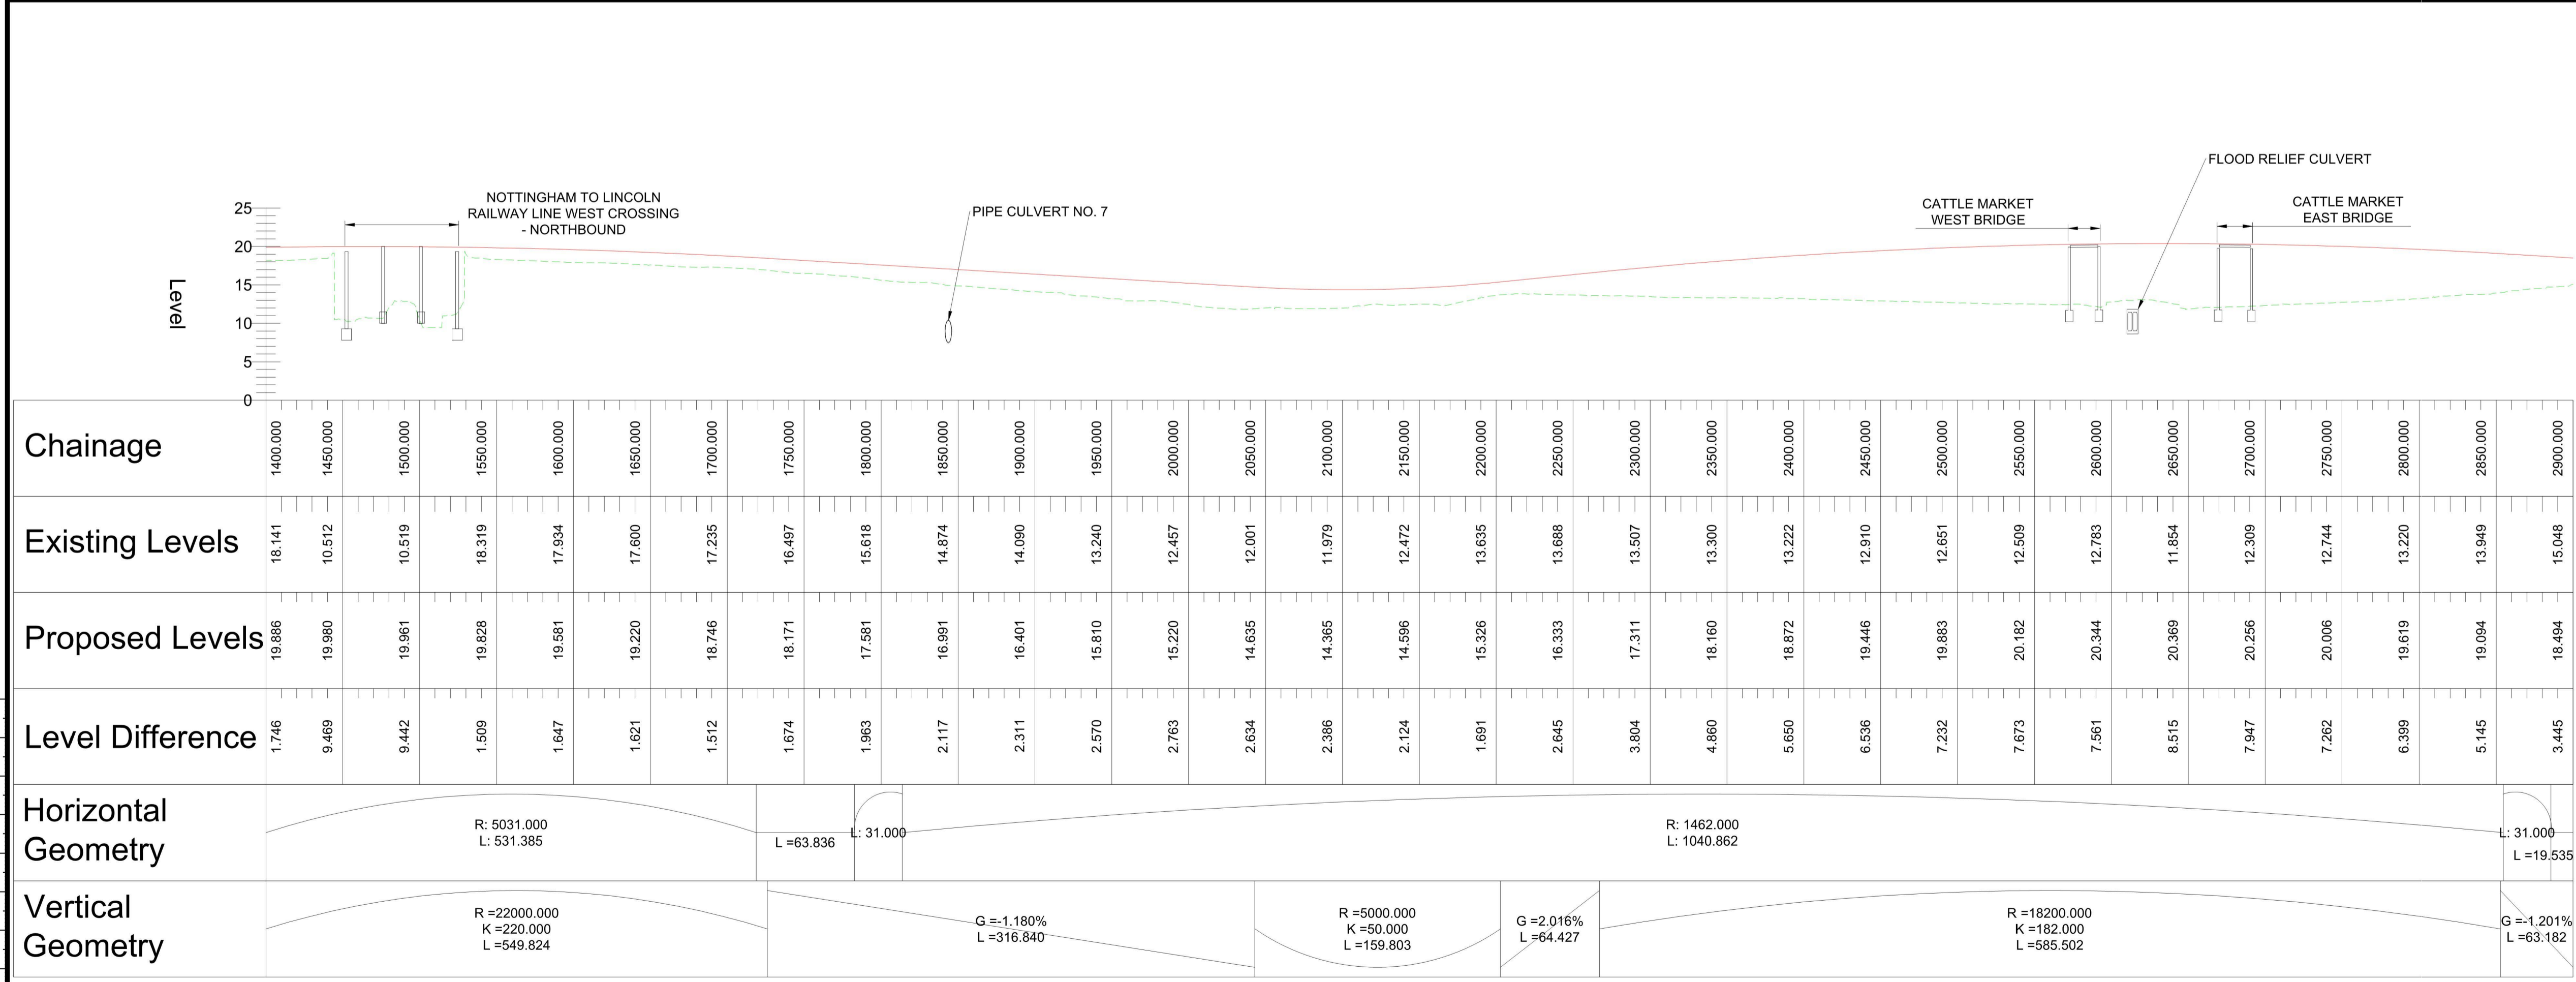 FLOOD RELIEF CULVERT
NOTTINGHAM TO LINCOLN
RAILWAY LINE WEST CROSSING
- NORTHBOUND
PIPE CULVERT NO. 7
CATTLE MARKET
WEST BRIDGE
CATTLE MARKET
EAST BRIDGE
Level
25
20
15
10
5
0
Chainage
1400.000 1450.000 1500.000 1550.000 1600.000 1650.000 1700.000 1750.000 1800.000 1850.000 1900.000 1950.000 2000.000 2050.000 2100.000 2150.000 2200.000 2250.000 2300.000 2350.000 2400.000 2450.000 2500.000 2550.000 2600.000 2650.000 2700.000 2750.000 2800.000 2850.000 2900.000
Existing Levels
18.141 10.512 10.519 18.319 17.934 17.600 17.235 16.497 15.618 14.874 14.090 13.240 12.457 12.001 11.979 12.472 13.635 13.688 13.507 13.300 13.222 12.910 12.651 12.509 12.783 11.854 12.309 12.744 13.220 13.949 15.048
Proposed Levels
19.886 19.980 19.961 19.828 19.581 19.220 18.746 18.171 17.581 16.991 16.401 15.810 15.220 14.635 14.365 14.596 15.326 16.333 17.311 18.160 18.872 19.446 19.883 20.182 20.344 20.369 20.256 20.006 19.619 19.094 18.494
Level Difference
1.746 9.469 9.442 1.509 1.647 1.621 1.512 1.674 1.963 2.117 2.311 2.570 2.763 2.634 2.386 2.124 1.691 2.645 3.804 4.860 5.650 6.536 7.232 7.673 7.561 8.515 7.947 7.262 6.399 5.145 3.445
Horizontal
Geometry
R: 5031.000
L: 531.385
L =63.836
L: 31.000
R: 1462.000
L: 1040.862
L: 31.000
L =19.535
Vertical
Geometry
R =22000.000
K =220.000
L =549.824
G =-1.180%
L =316.840
R =5000.000
K =50.000
L =159.803
G =2.016%
L =64.427
R =18200.000
K =182.000
L =585.502
G =-1.201%
L =63.182